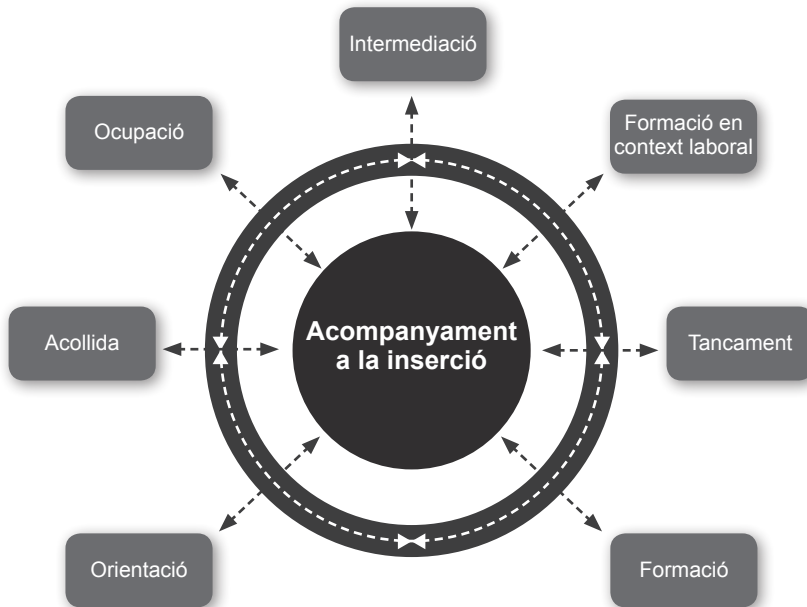 Intermediació
Ocupació
Formació en
context laboral
Acollida
Acompanyament
a la inserció
Tancament
Orientació
Formació